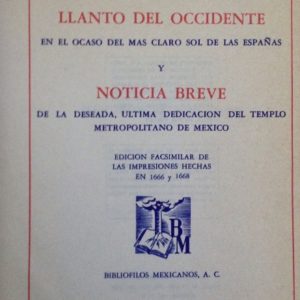 LLANTO DEL OCCIDENTE
EN EL OCASO DEL MAS CLARO SOL DE LAS ESPAÑAS
Y
NOTICIA BREVE
DE LA DESEADA, ULTIMA DEDICACION DEL TEMPLO
METROPOLITANO DE MEXICO
EDICION FACSIMILAR DE
LAS IMPRESIONES HECHAS
EN 1666 y 1668
B
M
BIBLIOFILOS MEXICANOS, A. C.